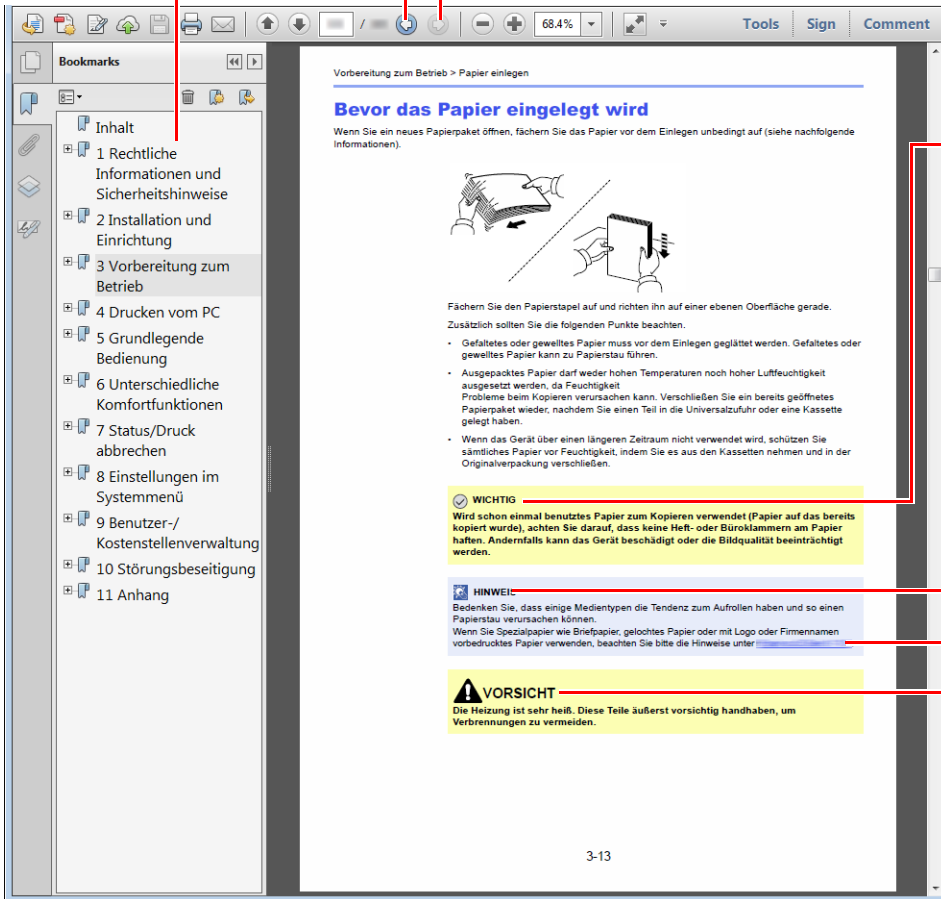 /
68.4%
Tools
Sign
Comment
Bookmarks
Inhalt
1 Rechtliche
Informationen und
Sicherheitshinweise
2 Installation und
Einrichtung
3 Vorbereitung zum
Betrieb
4 Drucken vom PC
5 Grundlegende
Bedienung
6 Unterschiedliche
Komfortfunktionen
7 Status/Druck
abbrechen
8 Einstellungen im
Systemmenü
9 Benutzer-/
Kostenstellenverwaltung
10 Störungsbeseitigung
11 Anhang
Vorbereitung zum Betrieb > Papier einlegen
Bevor das Papier eingelegt wird
Wenn Sie ein neues Papierpaket öffnen, fächern Sie das Papier vor dem Einlegen unbedingt auf (siehe nachfolgende
Informationen).
Fächern Sie den Papierstapel auf und richten ihn auf einer ebenen Oberfläche gerade.
Zusätzlich sollten Sie die folgenden Punkte beachten.
• Gefaltetes oder gewelltes Papier muss vor dem Einlegen geglättet werden. Gefaltetes oder
gewelltes Papier kann zu Papierstau führen.
• Ausgepacktes Papier darf weder hohen Temperaturen noch hoher Luftfeuchtigkeit
ausgesetzt werden, da Feuchtigkeit
Probleme beim Kopieren verursachen kann. Verschließen Sie ein bereits geöffnetes
Papierpaket wieder, nachdem Sie einen Teil in die Universalzufuhr oder eine Kassette
gelegt haben.
• Wenn das Gerät über einen längeren Zeitraum nicht verwendet wird, schützen Sie
sämtliches Papier vor Feuchtigkeit, indem Sie es aus den Kassetten nehmen und in der
Originalverpackung verschließen.
WICHTIG
Wird schon einmal benutztes Papier zum Kopieren verwendet (Papier auf das bereits
kopiert wurde), achten Sie darauf, dass keine Heft- oder Büroklammern am Papier
haften. Andernfalls kann das Gerät beschädigt oder die Bildqualität beeinträchtigt
werden.
HINWEIS
Bedenken Sie, dass einige Medientypen die Tendenz zum Aufrollen haben und so einen
Papierstau verursachen können.
Wenn Sie Spezialpapier wie Briefpapier, gelochtes Papier oder mit Logo oder Firmennamen
vorbedrucktes Papier verwenden, beachten Sie bitte die Hinweise unter
VORSICHT
Die Heizung ist sehr heiß. Diese Teile äußerst vorsichtig handhaben, um
Verbrennungen zu vermeiden.
3-13